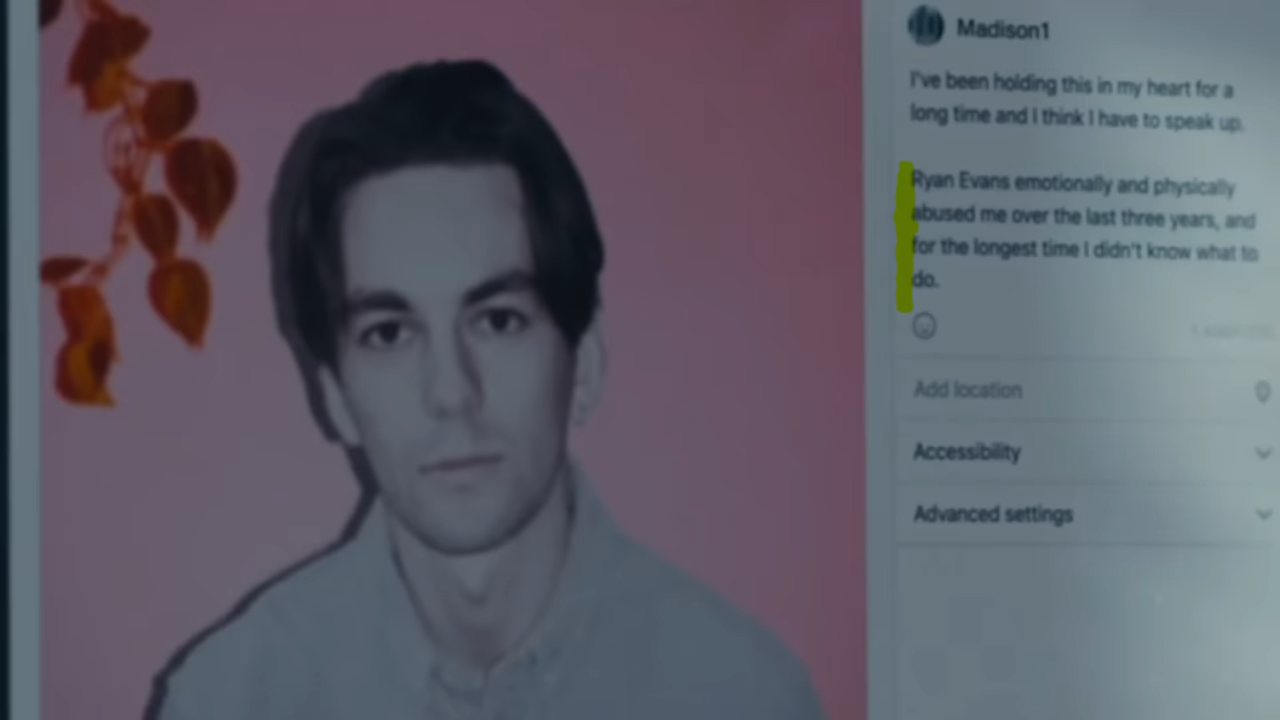 Madison1
I've been holding this in my heart for a
long time and I think I have to speak up.
Ryan Evans emotionally and physically
abused me over the last three years, and
for the longest time I didn't know what to
do.
Add location
Accessibility
Advanced settings